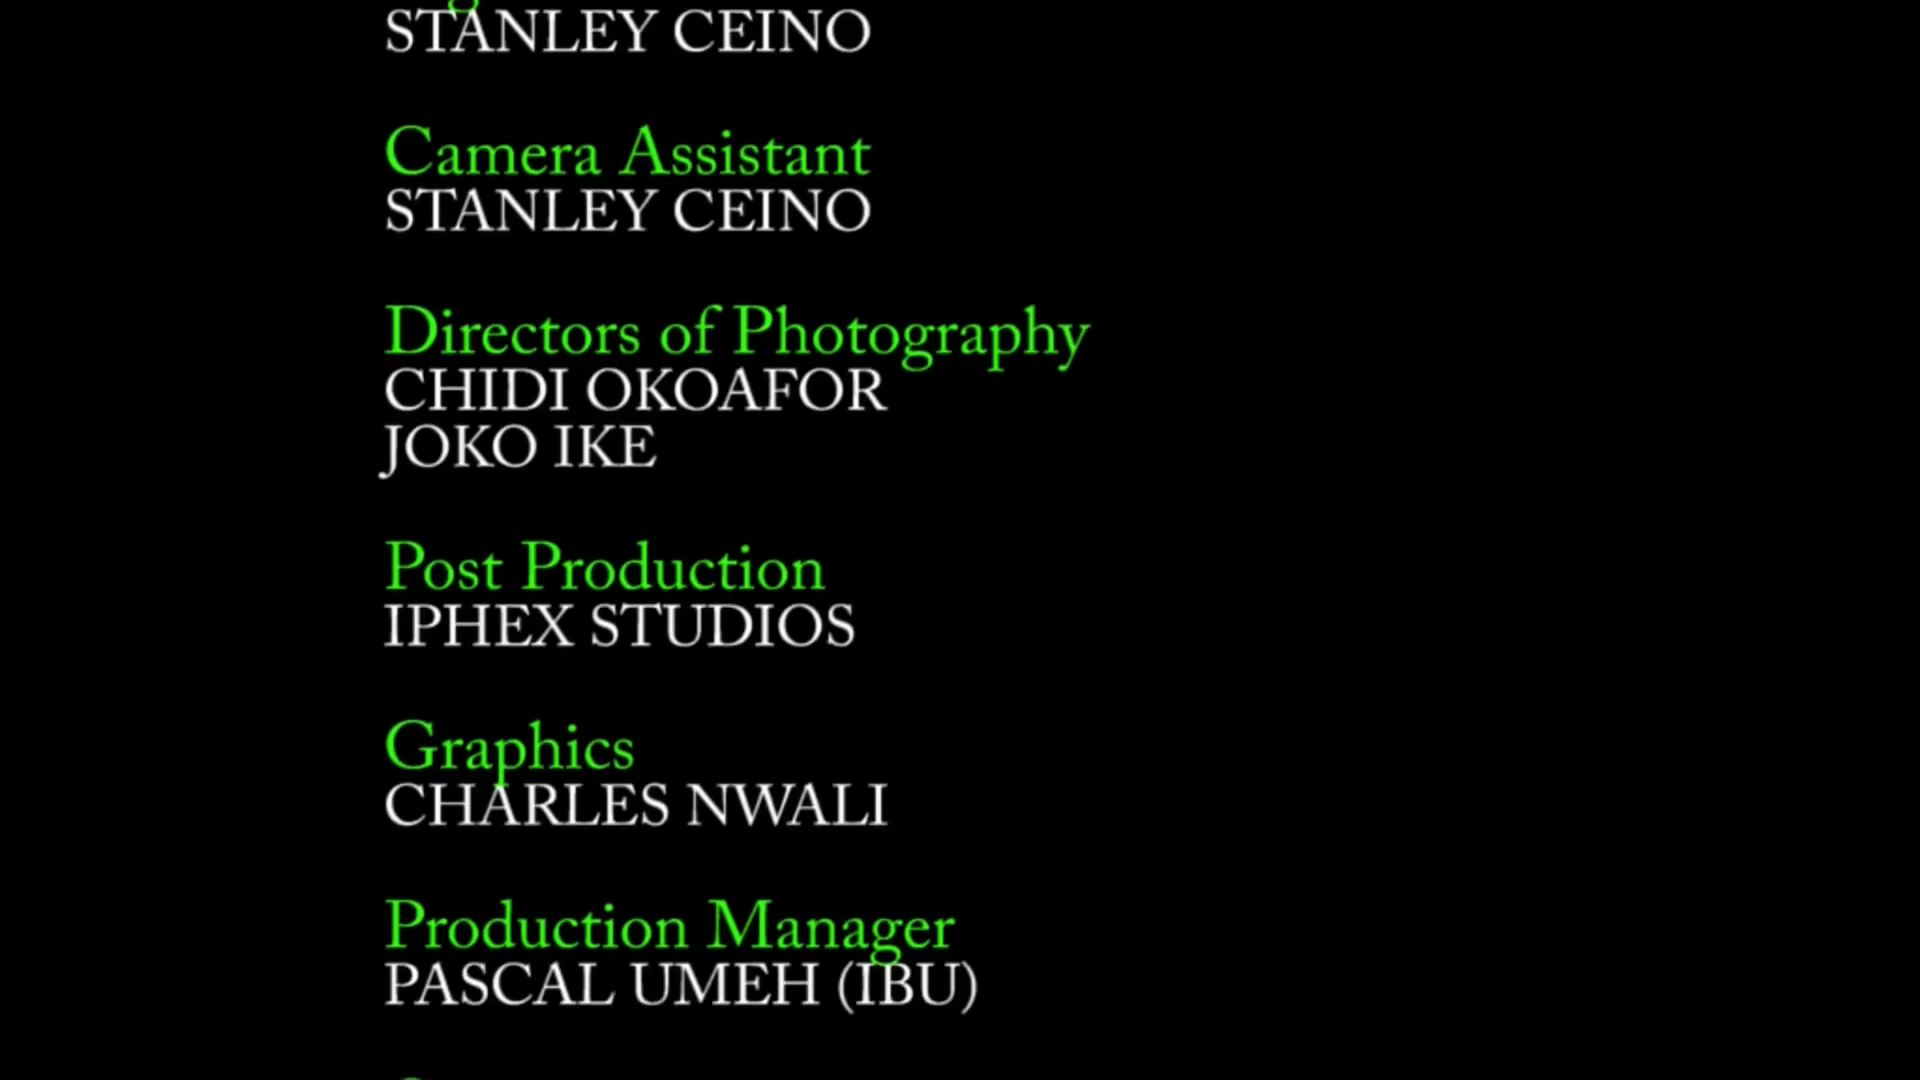 STANLEY CEINO
Camera Assistant
STANLEY CEINO
Directors of Photography
CHIDI OKOAFOR
JOKO IKE
Post Production
IPHEX STUDIOS
Graphics
CHARLES NWALI
Production Manager
PASCAL UMEH (IBU)